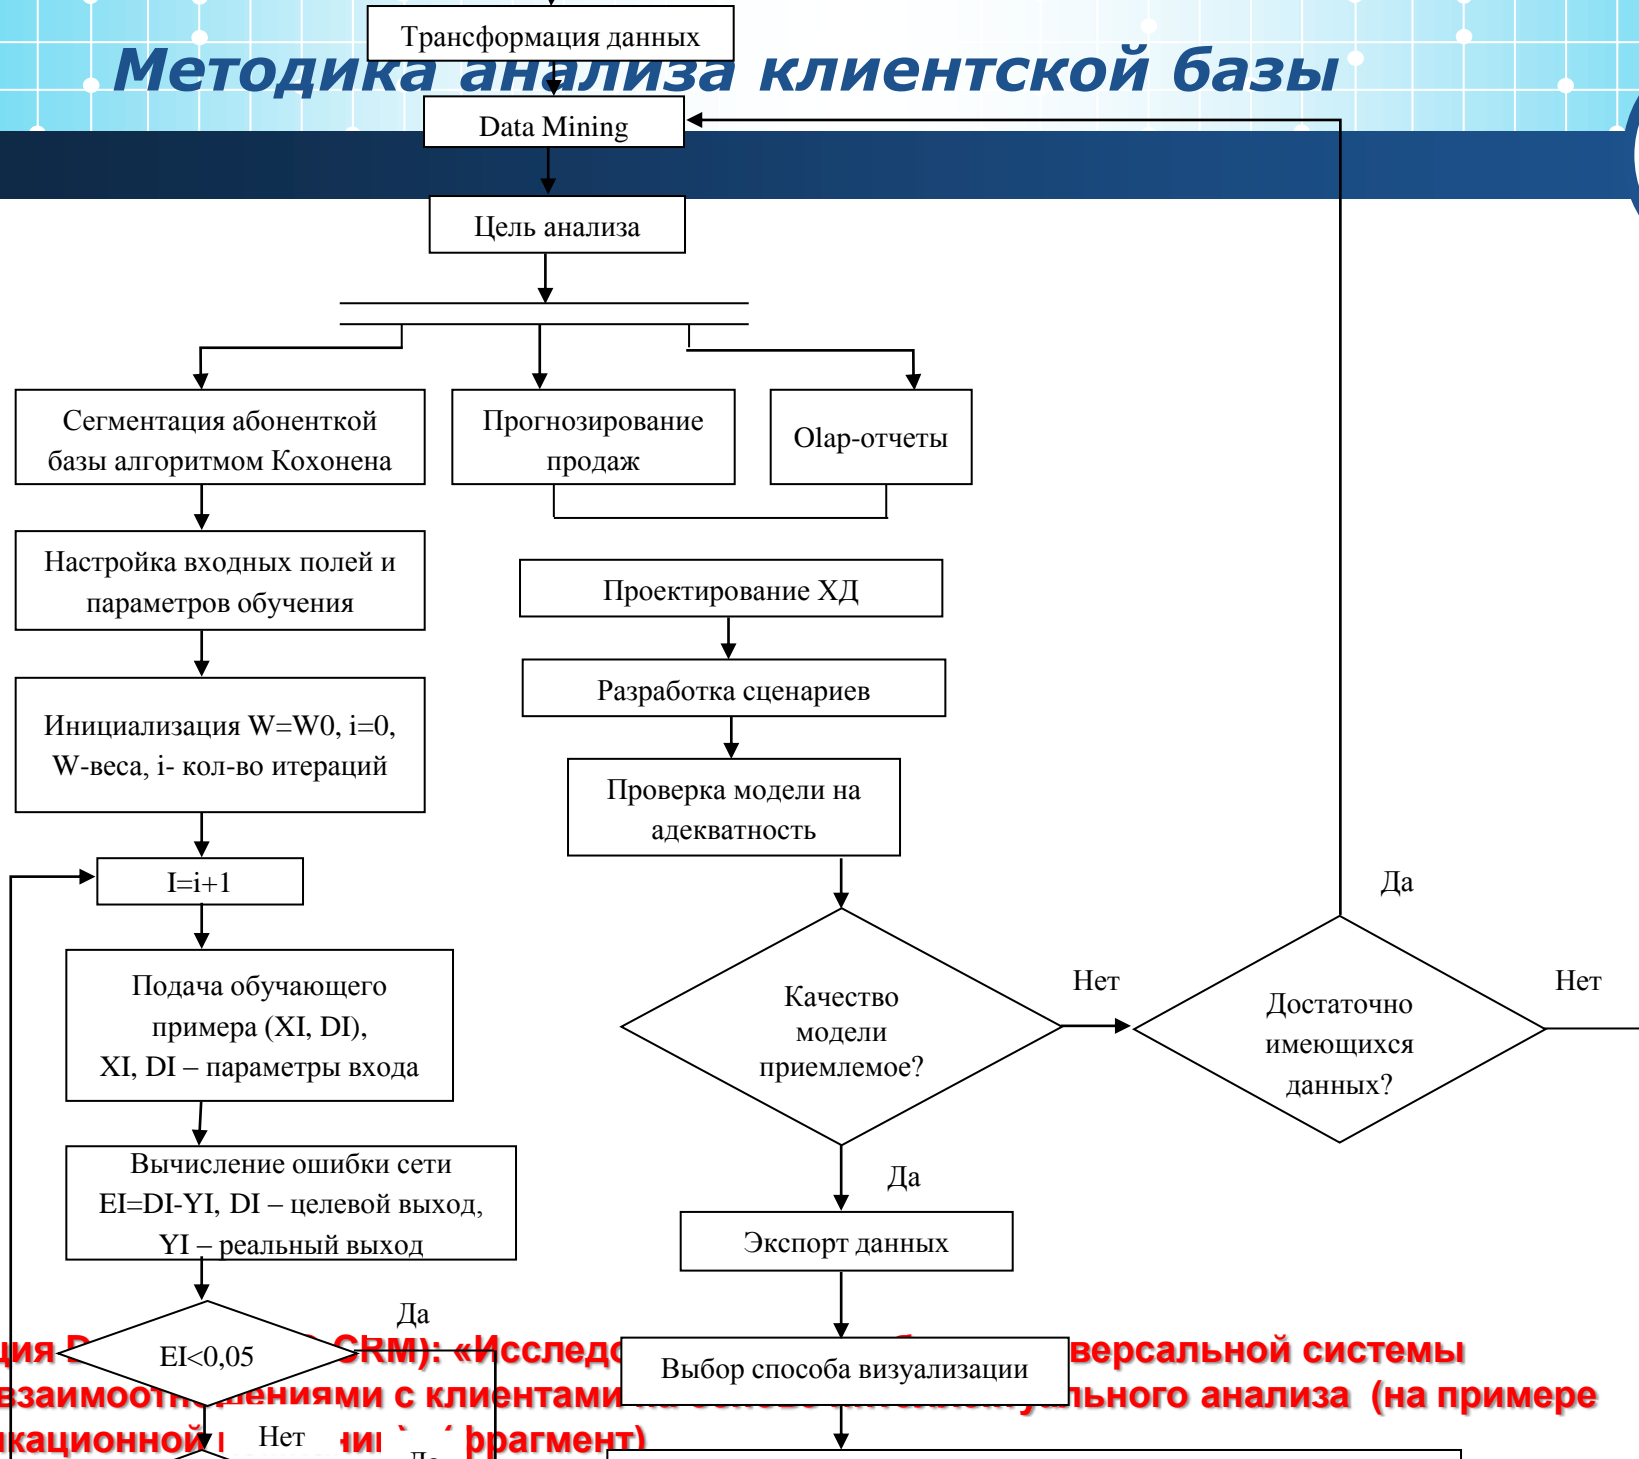 Трансформация данных
Методика анализа клиентской базы
Data Mining
Цель анализа
Сегментация абоненткой
базы алгоритмом Кохонена
Прогнозирование
продаж
Olap-отчеты
Настройка входных полей и
параметров обучения
Проектирование ХД
Разработка сценариев
Инициализация W=W0, i=0,
W-веса, i- кол-во итераций
Проверка модели на
адекватность
I=i+1
Да
Подача обучающего
примера (XI, DI),
XI, DI – параметры входа
Качество
модели
приемлемое?
Нет
Достаточно
имеющихся
данных?
Нет
Вычисление ошибки сети
EI=DI-YI, DI – целевой выход,
YI – реальный выход
Да
Экспорт данных
Да
EI<0,05
Выбор способа визуализации
CRM): «Исследо версальной системы
с клиентами льного анализа (на примере
Нет
фрагмент)